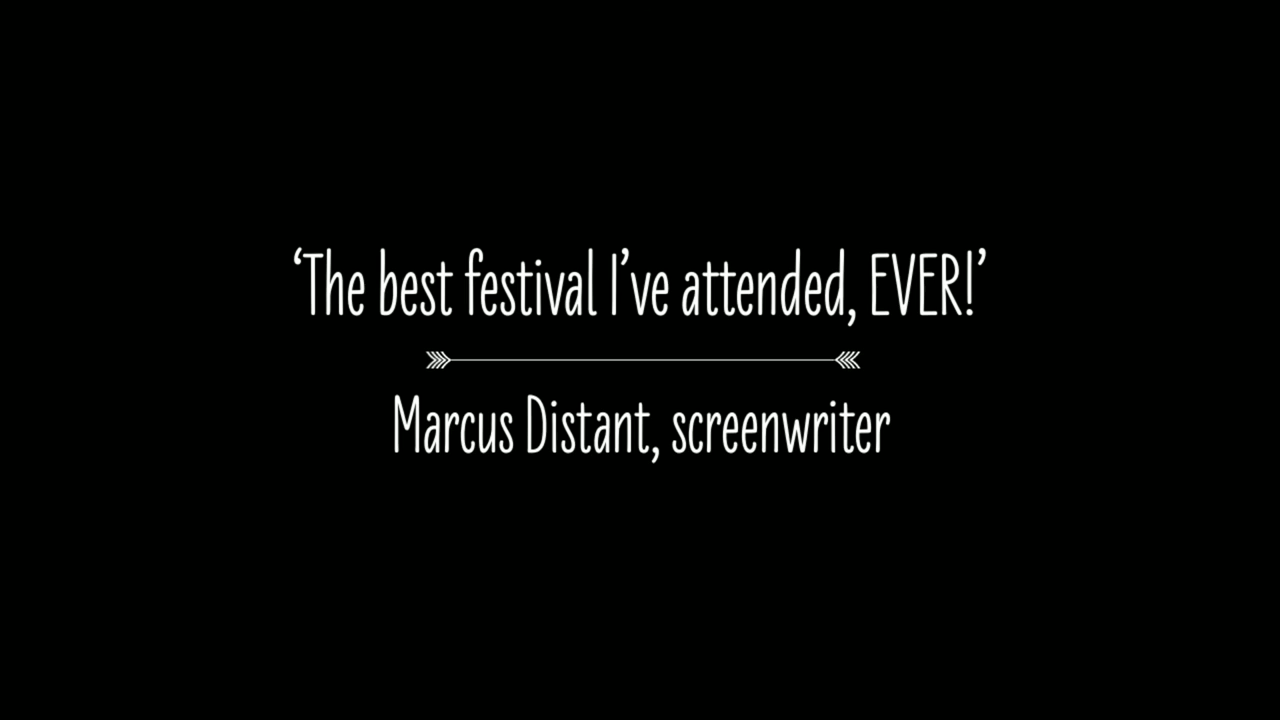 ‘The best festival I’ve attended, EVER!’
Marcus Distant, screenwriter